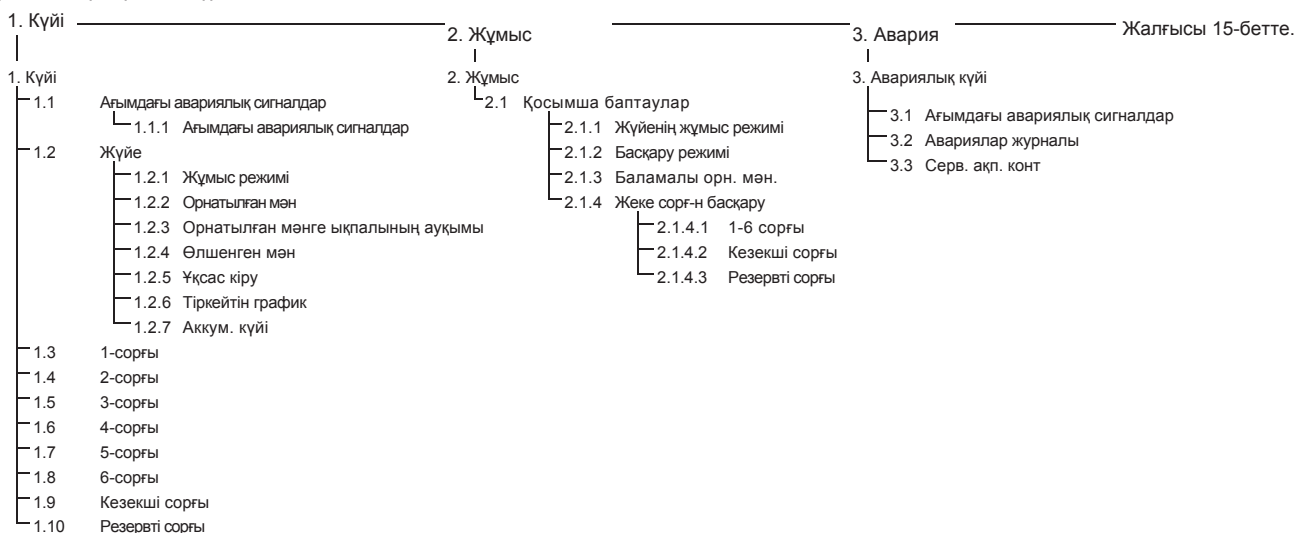 1. Күйі
2. Жұмыс
3. Авария
Жалғысы 15-бетте.
1. Күйі
1.1 Ағымдағы авариялық сигналдар
1.1.1 Ағымдағы авариялық сигналдар
1.2 Жүйе
1.2.1 Жұмыс режимі
1.2.2 Орнатылған мән
1.2.3 Орнатылған мәнге ықпалының ауқымы
1.2.4 Өлшенген мән
1.2.5 Ұқсас кіру
1.2.6 Тіркейтін график
1.2.7 Аккум. күйі
1.3 1-сорғы
1.4 2-сорғы
1.5 3-сорғы
1.6 4-сорғы
1.7 5-сорғы
1.8 6-сорғы
1.9 Кезекші сорғы
1.10 Резервті сорғы
2. Жұмыс
2.1 Қосымша баптаулар
2.1.1 Жүйенің жұмыс режимі
2.1.2 Басқару режимі
2.1.3 Баламалы орн. мән.
2.1.4 Жеке сорғ-н басқару
2.1.4.1 1-6 сорғы
2.1.4.2 Кезекші сорғы
2.1.4.3 Резервті сорғы
3. Авариялық күйі
3.1 Ағымдағы авариялық сигналдар
3.2 Авариялар журналы
3.3 Серв. ақп. конт